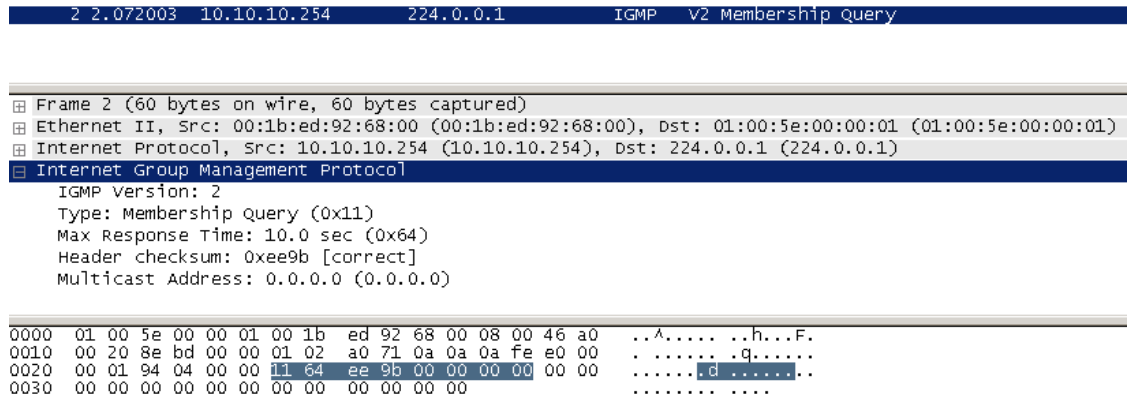 2 2.072003 10.10.10.254 224.0.0.1 IGMP V2 Membership Query
Frame 2 (60 bytes on wire, 60 bytes captured)
Ethernet II, Src: 00:1b:ed:92:68:00 (00:1b:ed:92:68:00), Dst: 01:00:5e:00:00:01 (01:00:5e:00:00:01)
Internet Protocol, Src: 10.10.10.254 (10.10.10.254), Dst: 224.0.0.1 (224.0.0.1)
Internet Group Management Protocol
IGMP Version: 2
Type: Membership Query (0x11)
Max Response Time: 10.0 sec (0x64)
Header checksum: 0xee9b [correct]
Multicast Address: 0.0.0.0 (0.0.0.0)
0000 01 00 5e 00 00 01 00 1b ed 92 68 00 08 00 46 a0 ..^..... ..h...F.
0010 00 20 8e bd 00 00 01 02 a0 71 0a 0a 0a fe e0 00 . ...... .q......
0020 00 01 94 04 00 00 11 64 ee 9b 00 00 00 00 00 00 .......d ........
0030 00 00 00 00 00 00 00 00 00 00 00 00 ........ ....